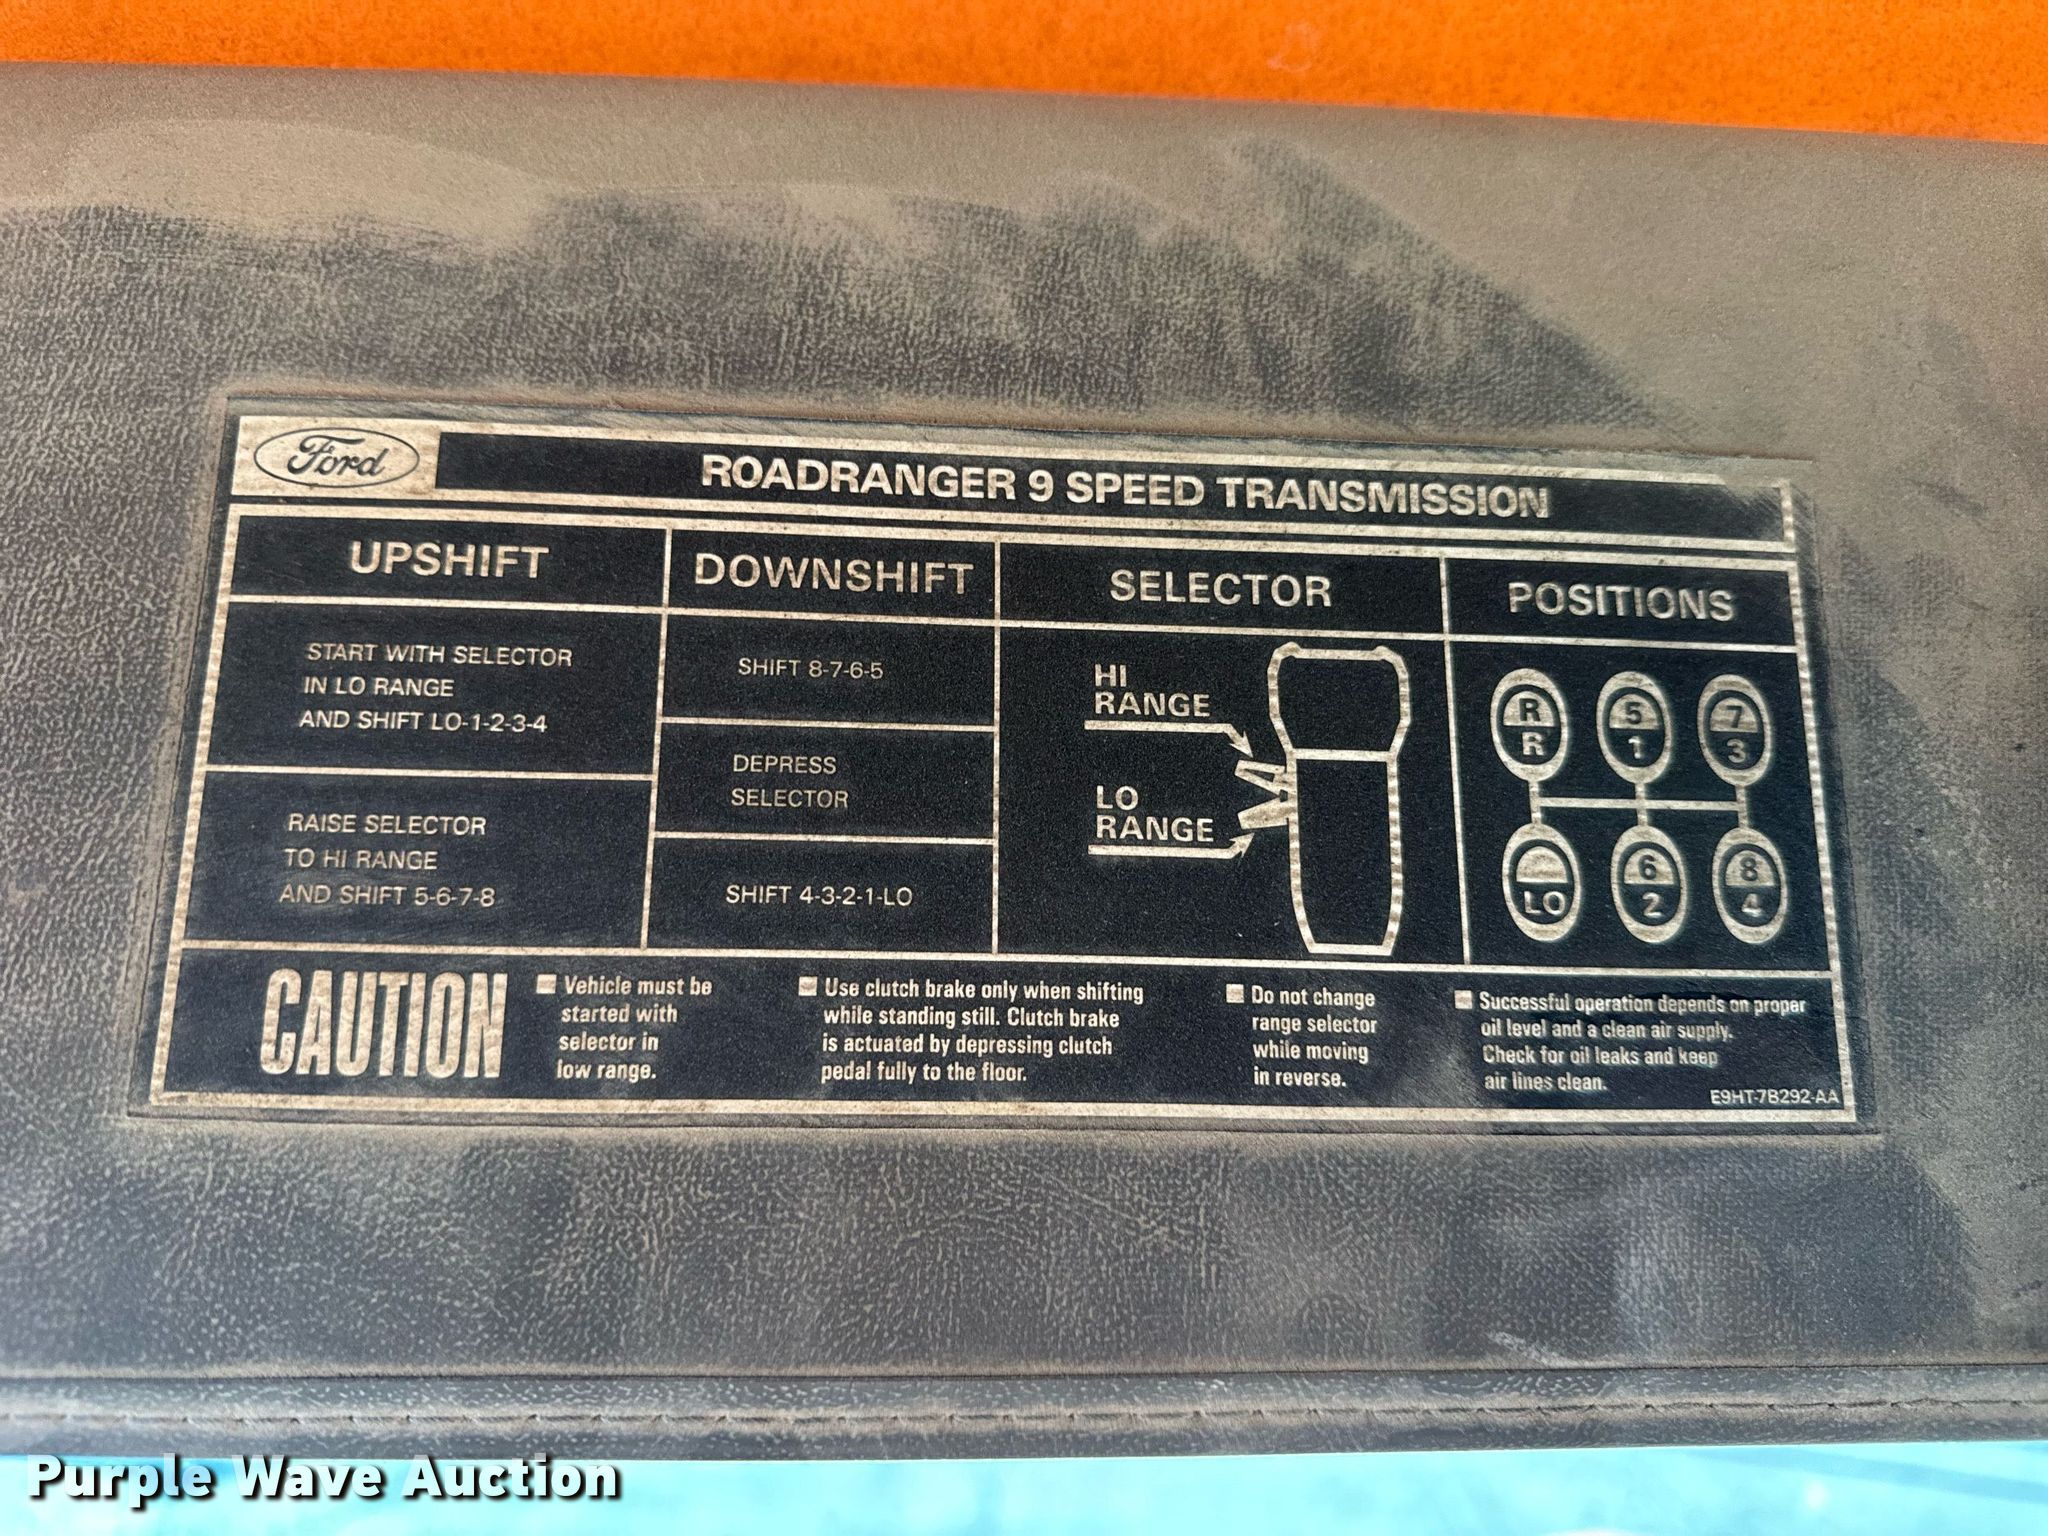 Ford
ROADRANGER 9 SPEED TRANSMISSION
UPSHIFT
START WITH SELECTOR
IN LO RANGE
AND SHIFT LO-1-2-3-4
RAISE SELECTOR
TO HI RANGE
AND SHIFT 5-6-7-8
DOWNSHIFT
SHIFT 8-7-6-5
DEPRESS
SELECTOR
SHIFT 4-3-2-1-LO
SELECTOR
HI
RANGE
LO
RANGE
POSITIONS
R 5 7
R 1 3
6 8
LO 2 4
CAUTION
Vehicle must be
started with
selector in
low range.
Use clutch brake only when shifting
while standing still. Clutch brake
is actuated by depressing clutch
pedal fully to the floor.
Do not change
range selector
while moving
in reverse.
Successful operation depends on proper
oil level and a clean air supply.
Check for oil leaks and keep
air lines clean.
E9HT-7B292-AA
Purple Wave Auction